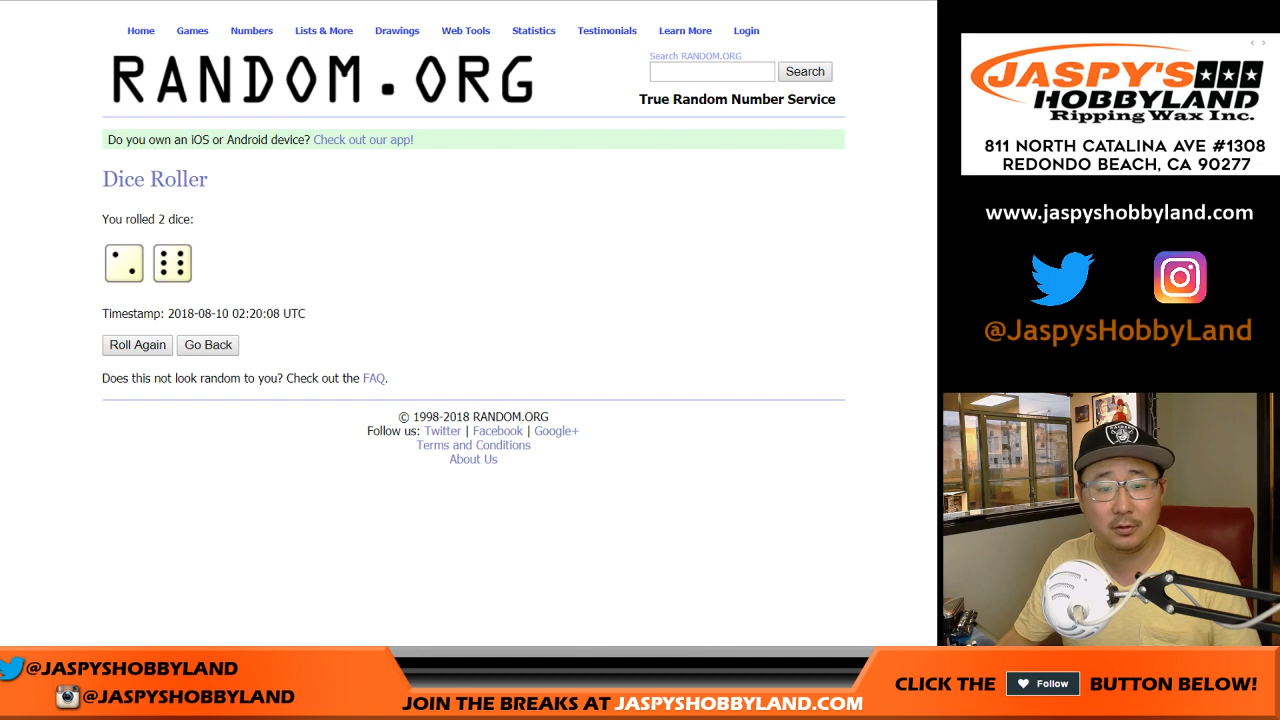 Home Games Numbers Lists & More Drawings Web Tools Statistics Testimonials Learn More Login
RANDOM.ORG
Search RANDOM.ORG
Search
True Random Number Service
Do you own an iOS or Android device? Check out our app!
Dice Roller
You rolled 2 dice:
Timestamp: 2018-08-10 02:20:08 UTC
Roll Again Go Back
Does this not look random to you? Check out the FAQ.
© 1998-2018 RANDOM.ORG
Follow us: Twitter | Facebook | Google+
Terms and Conditions
About Us
JASPY'S
HOBBYLAND
Ripping Wax Inc.
811 NORTH CATALINA AVE #1308
REDONDO BEACH, CA 90277
www.jaspyshobbyland.com
@JaspysHobbyLand
RAIDERS
@JASPYSHOBBYLAND
@JASPYSHOBBYLAND
JOIN THE BREAKS AT JASPYSHOBBYLAND.COM
CLICK THE Follow BUTTON BELOW!